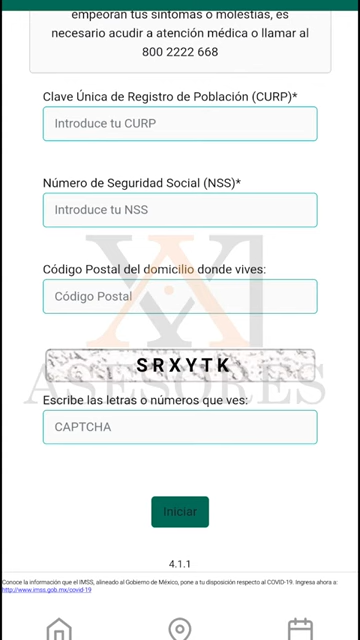 empeoran tus síntomas o molestias, es
necesario acudir a atención médica o llamar al
800 2222 668
Clave Única de Registro de Población (CURP)*
Introduce tu CURP
Número de Seguridad Social (NSS)*
Introduce tu NSS
Código Postal del domicilio donde vives:
Código Postal
SRXYTK
ASESORES
Escribe las letras o números que ves:
CAPTCHA
Iniciar
4.1.1
Conoce la información que el IMSS, alineado al Gobierno de México, pone a tu disposición respecto al COVID-19. Ingresa ahora a:
http://www.imss.gob.mx/covid-19